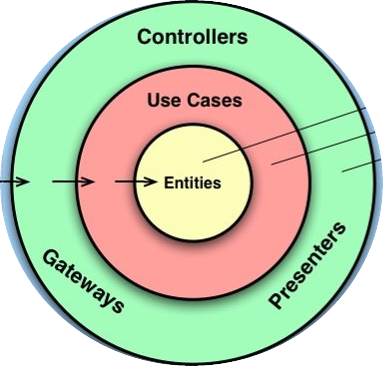 Controllers
Use Cases
Entities
Gateways
Presenters